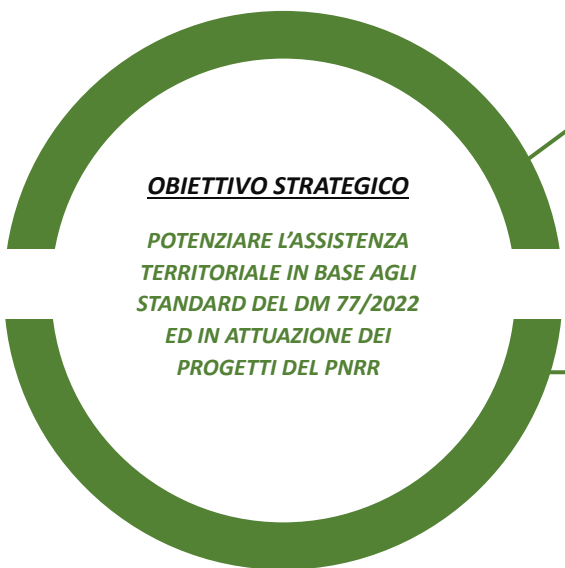 OBIETTIVO STRATEGICO
POTENZIARE L'ASSISTENZA
TERRITORIALE IN BASE AGLI
STANDARD DEL DM 77/2022
ED IN ATTUAZIONE DEI
PROGETTI DEL PNRR